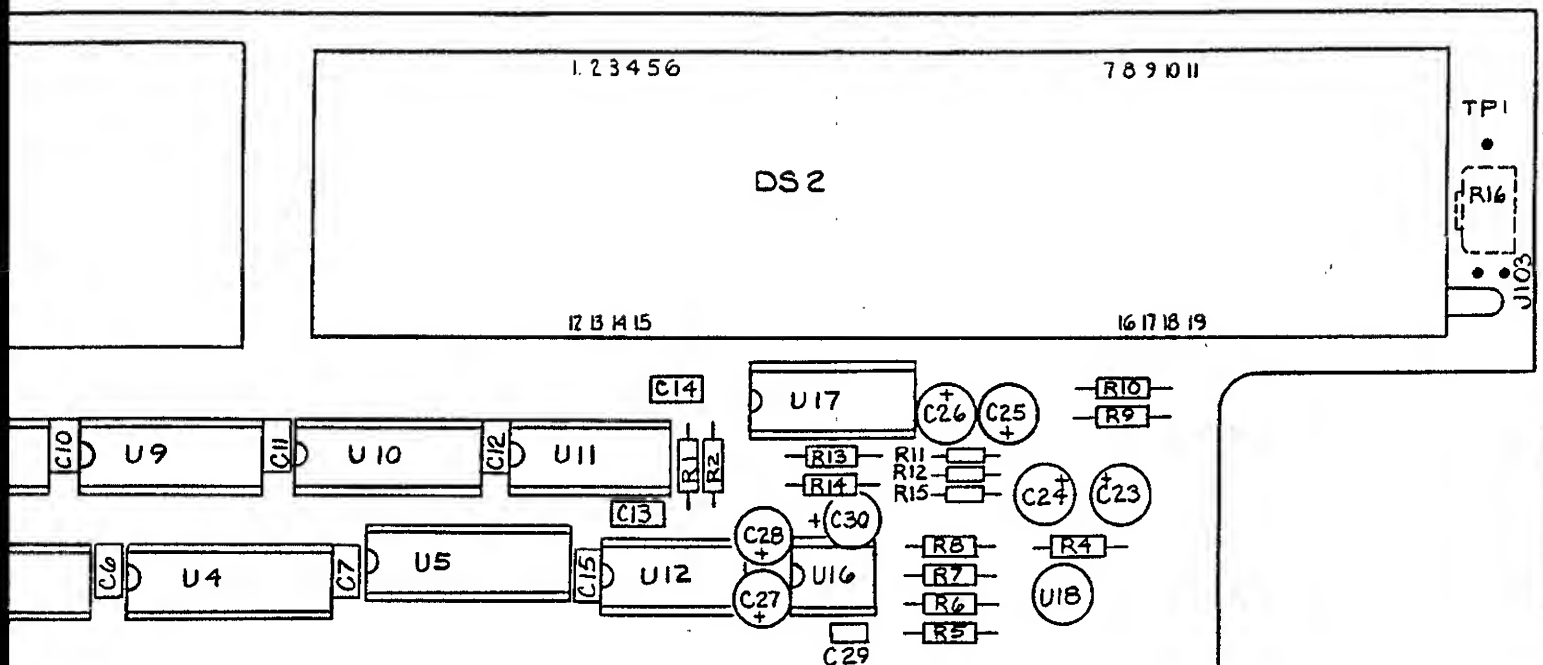 1. 2 3 4 5 6
7 8 9 10 11
TP1
DS2
R16
J103
12 13 14 15
16 17 18 19
C14
U17
C26
+
C25
+
R10
R9
C10
U9
C11
U10
C12
U11
R1
R2
R13
R14
R11
R12
R15
C24
+
C23
+
C13
C28
+
+
C30
C6
U4
C7
U5
C15
U12
C27
+
U16
R8
R7
R6
R5
R4
U18
C29